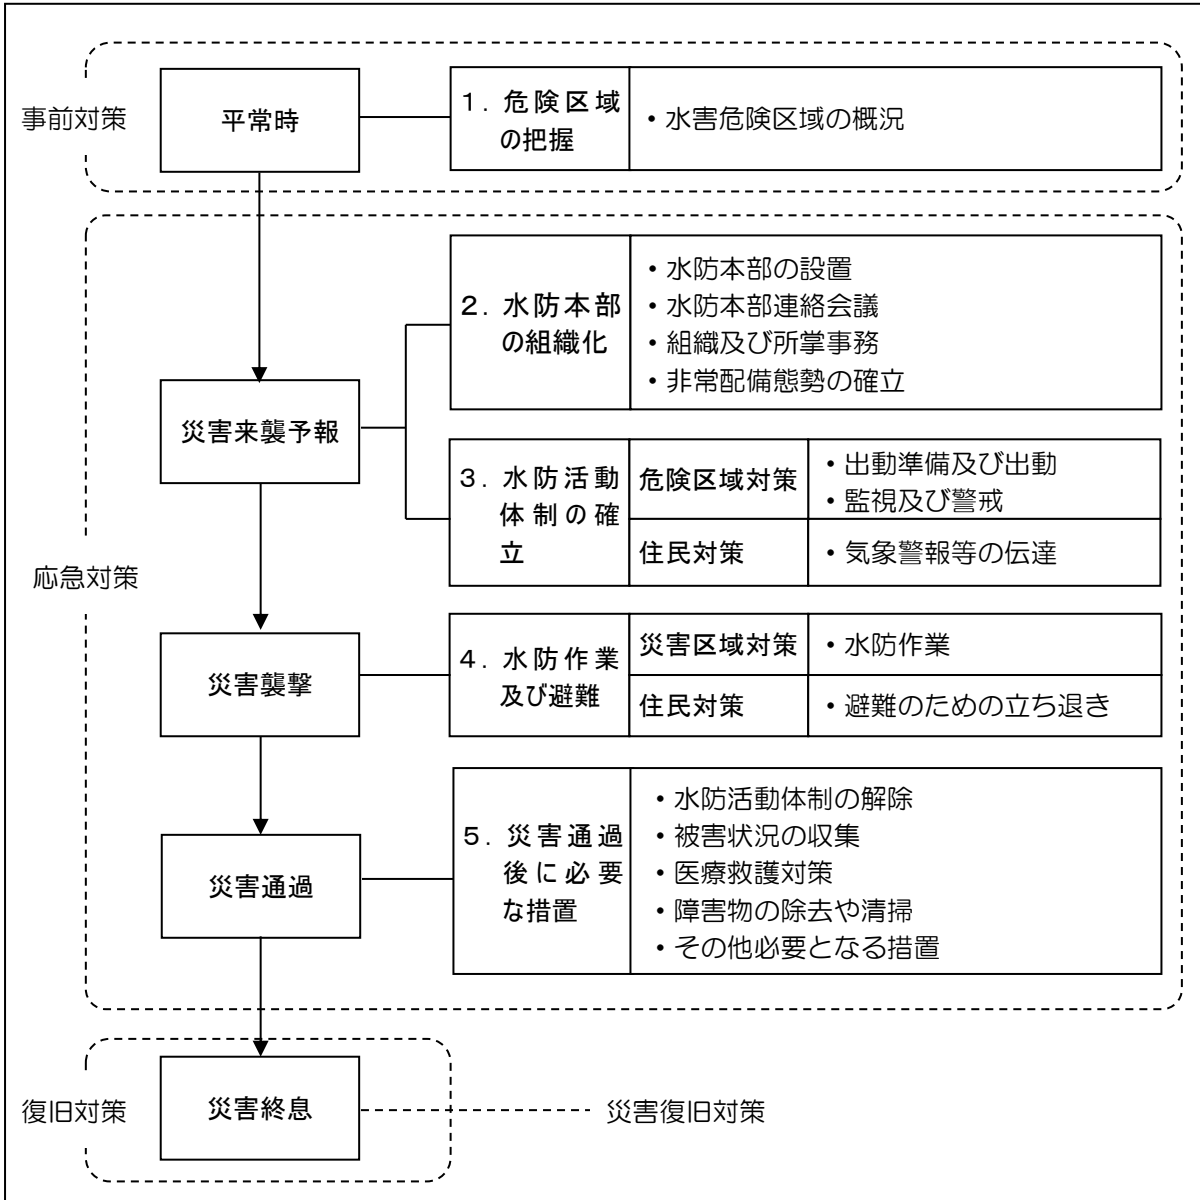 事前対策
平常時
1. 危険区域
の把握
・水害危険区域の概況
応急対策
災害来襲予報
2. 水防本部
の組織化
・水防本部の設置
・水防本部連絡会議
・組織及び所掌事務
・非常配備態勢の確立
3. 水防活動
体制の確
立
危険区域対策
・出動準備及び出動
・監視及び警戒
住民対策
・気象警報等の伝達
災害襲撃
4. 水防作業
及び避難
災害区域対策
・水防作業
住民対策
・避難のための立ち退き
災害通過
5. 災害通過
後に必要
な措置
・水防活動体制の解除
・被害状況の収集
・医療救護対策
・障害物の除去や清掃
・その他必要となる措置
復旧対策
災害終息
災害復旧対策